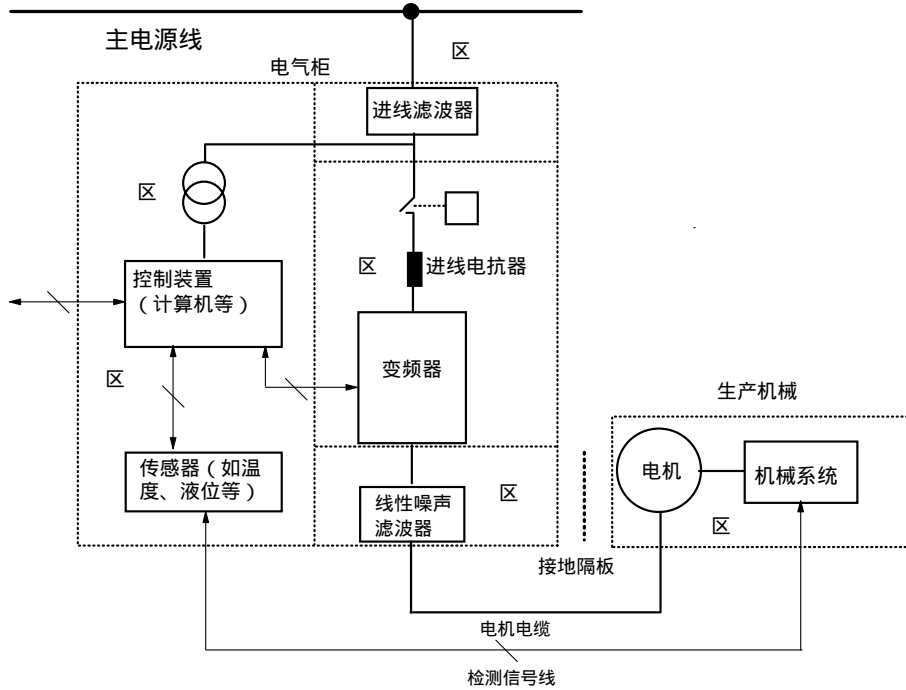 主电源线
区
电气柜
进线滤波器
区
区
进线电抗器
控制装置
（计算机等）
变频器
区
生产机械
传感器（如温
度、液位等）
电机
机械系统
线性噪声
滤波器
区
区
接地隔板
电机电缆
检测信号线